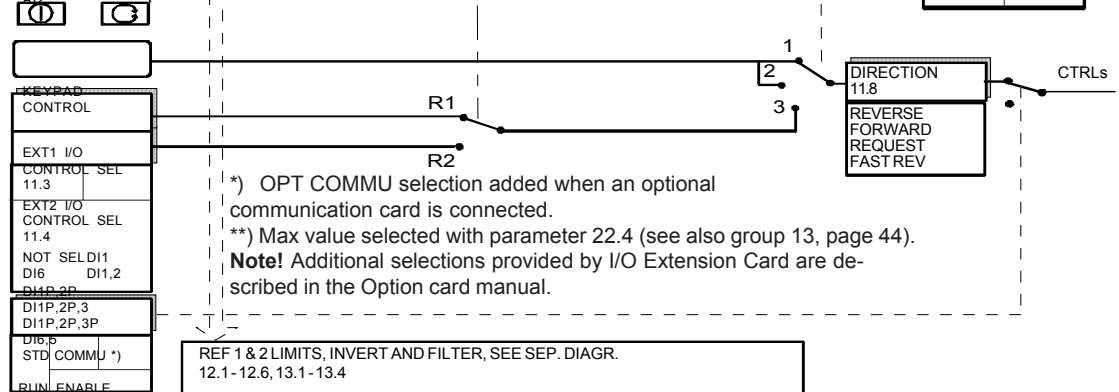 1
2
3
DIRECTION
11.8
CTRLs
REVERSE
FORWARD
REQUEST
FAST REV
KEYPAD
CONTROL
R1
R2
EXT1 I/O
CONTROL SEL
11.3
EXT2 I/O
CONTROL SEL
11.4
NOT SEL DI1
DI6 DI1,2
DI1P,2P
DI1P,2P,3
DI1P,2P,3P
DI6,5
STD COMMU *)
RUN ENABLE
*) OPT COMMU selection added when an optional
communication card is connected.
**) Max value selected with parameter 22.4 (see also group 13, page 44).
Note! Additional selections provided by I/O Extension Card are de-
scribed in the Option card manual.
REF 1 & 2 LIMITS, INVERT AND FILTER, SEE SEP. DIAGR.
12.1 - 12.6, 13.1 - 13.4